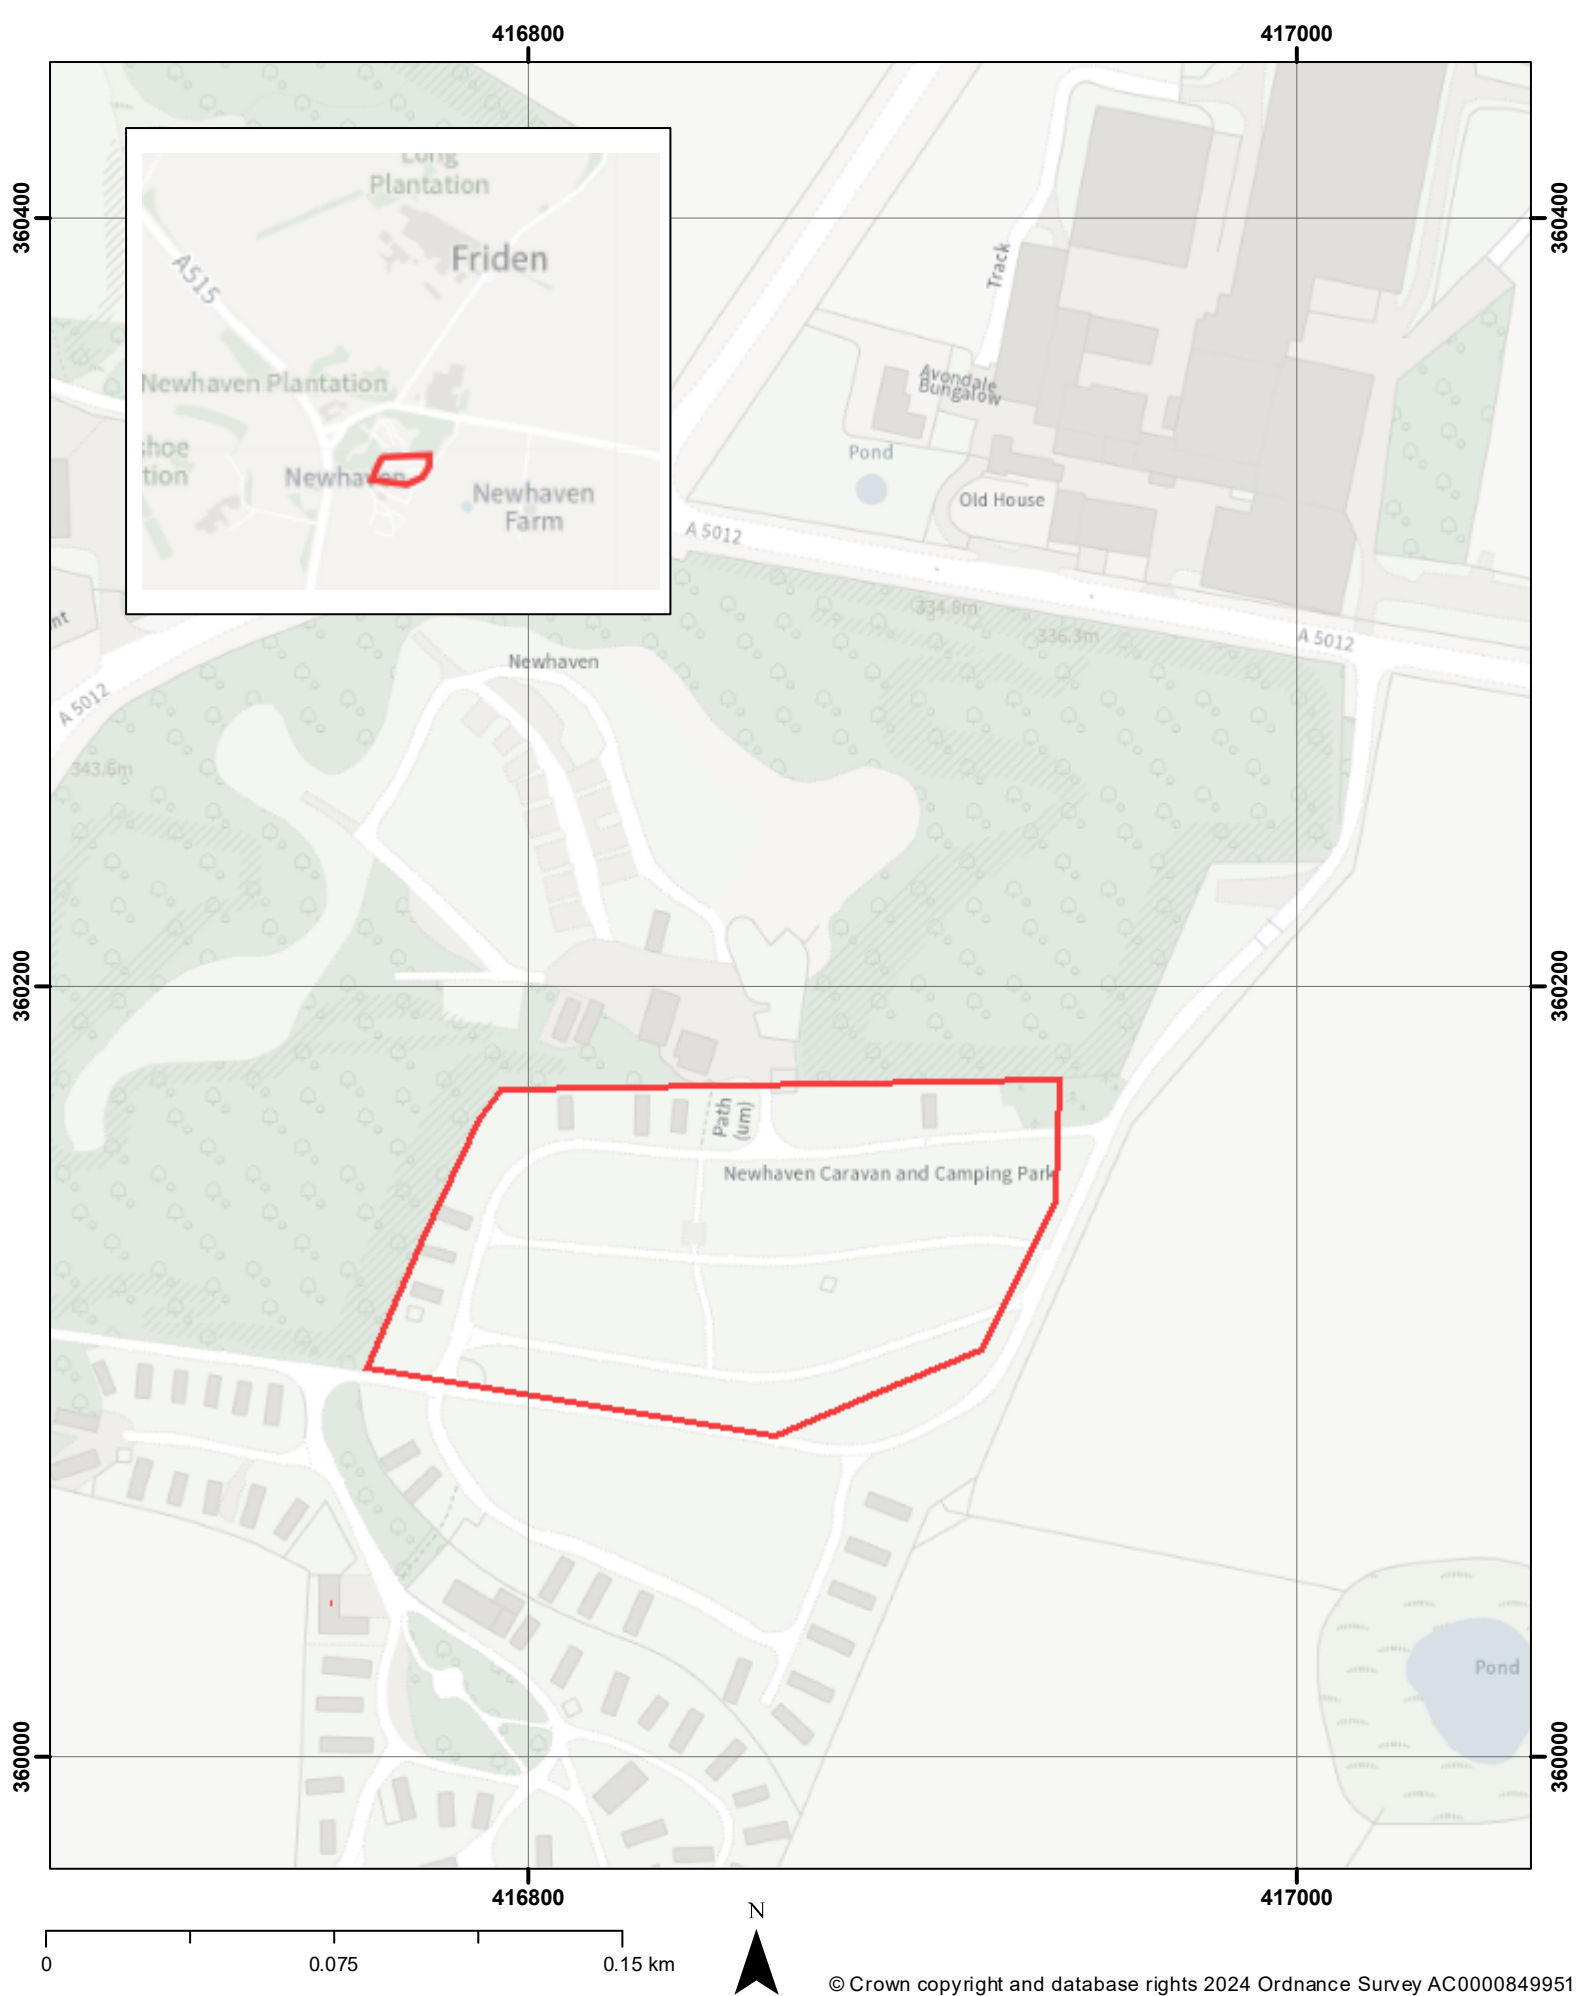 416800
417000
360400
360400
Long
Plantation
Friden
A515
Newhaven Plantation
shoe
tion
Newhaven
Newhaven
Farm
Track
Avondale
Bungalow
Pond
Old House
A 5012
334.8m
336.3m
A 5012
nt
A 5012
Newhaven
343.6m
360200
360200
Path
(um)
Newhaven Caravan and Camping Park
Pond
360000
360000
416800
417000
N
0
0.075
0.15 km
© Crown copyright and database rights 2024 Ordnance Survey AC0000849951